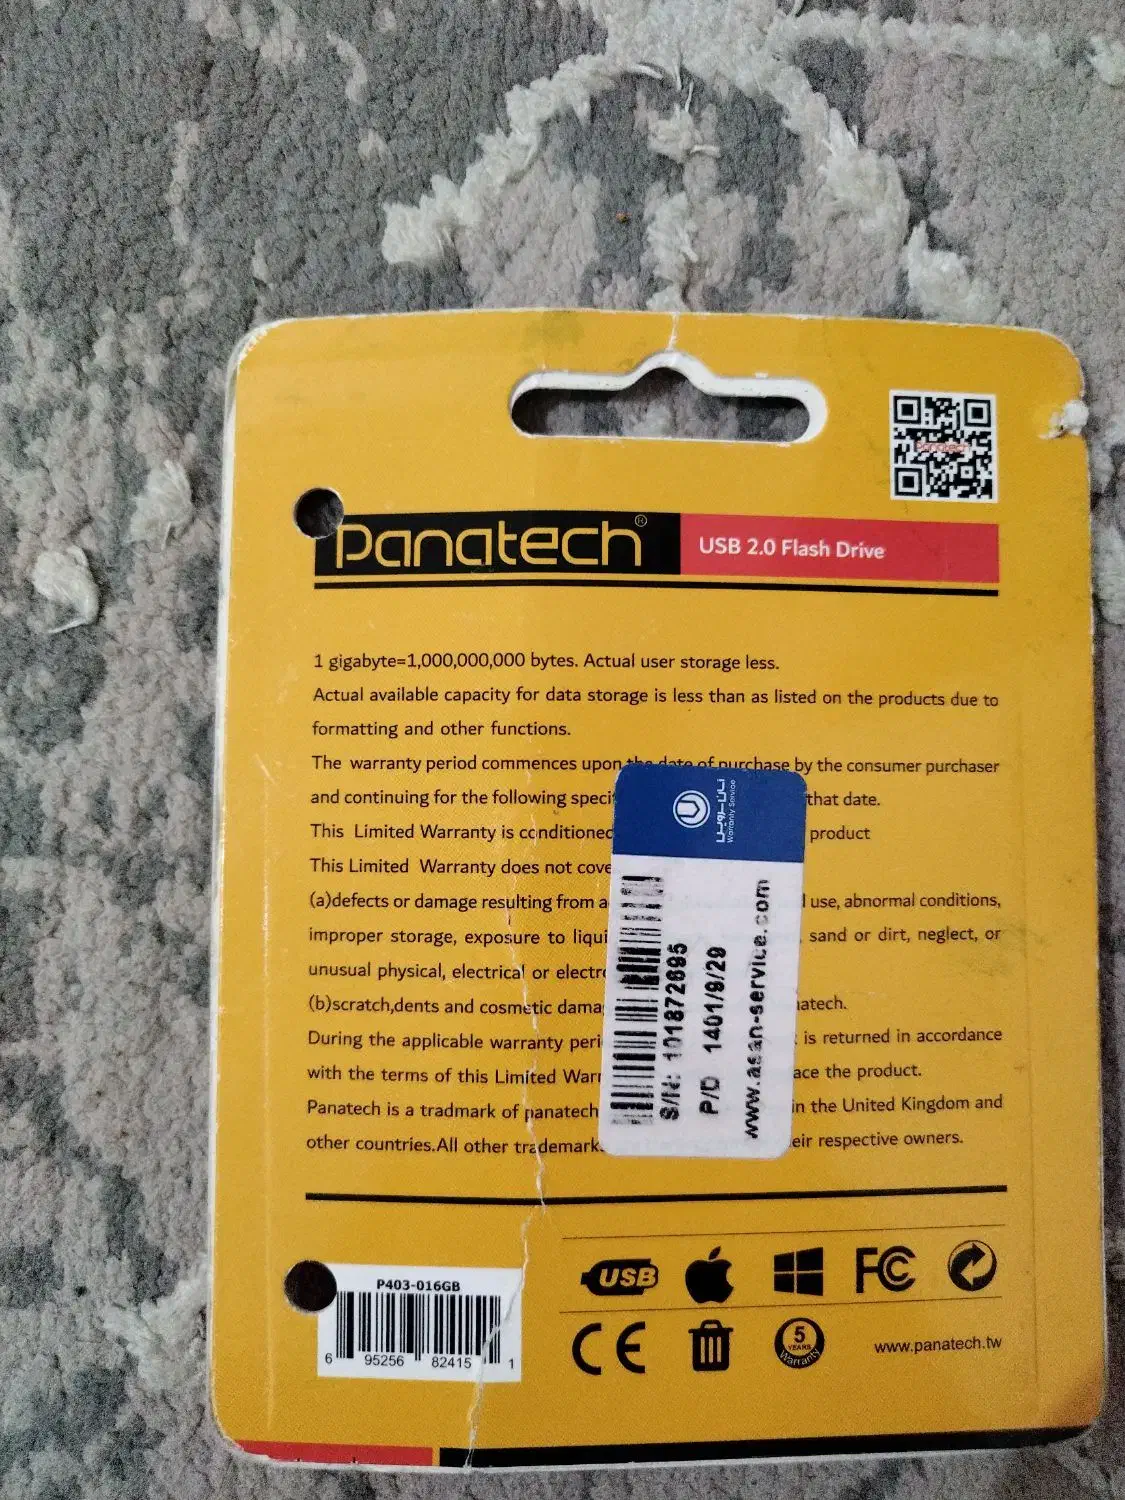 Panatech
Panatech®
USB 2.0 Flash Drive
1 gigabyte=1,000,000,000 bytes. Actual user storage less.
Actual available capacity for data storage is less than as listed on the products due to
formatting and other functions.
The warranty period commences upon the date of purchase by the consumer purchaser
and continuing for the following speci that date.
This Limited Warranty is conditioned product
This Limited Warranty does not cove
(a)defects or damage resulting from a use, abnormal conditions,
improper storage, exposure to liqui , sand or dirt, neglect, or
unusual physical, electrical or electro
(b)scratch,dents and cosmetic dama natech.
During the applicable warranty peri is returned in accordance
with the terms of this Limited Warr ace the product.
Panatech is a tradmark of panatech in the United Kingdom and
other countries.All other trademark eir respective owners.
آسان سرویس
Warranty Service
S/N: 101872695
P/D 1401/9/29
www.asan-service.com
P403-016GB
6 95256 82415 1
USB
FC
CE
5
YEARS
Warranty
www.panatech.tw